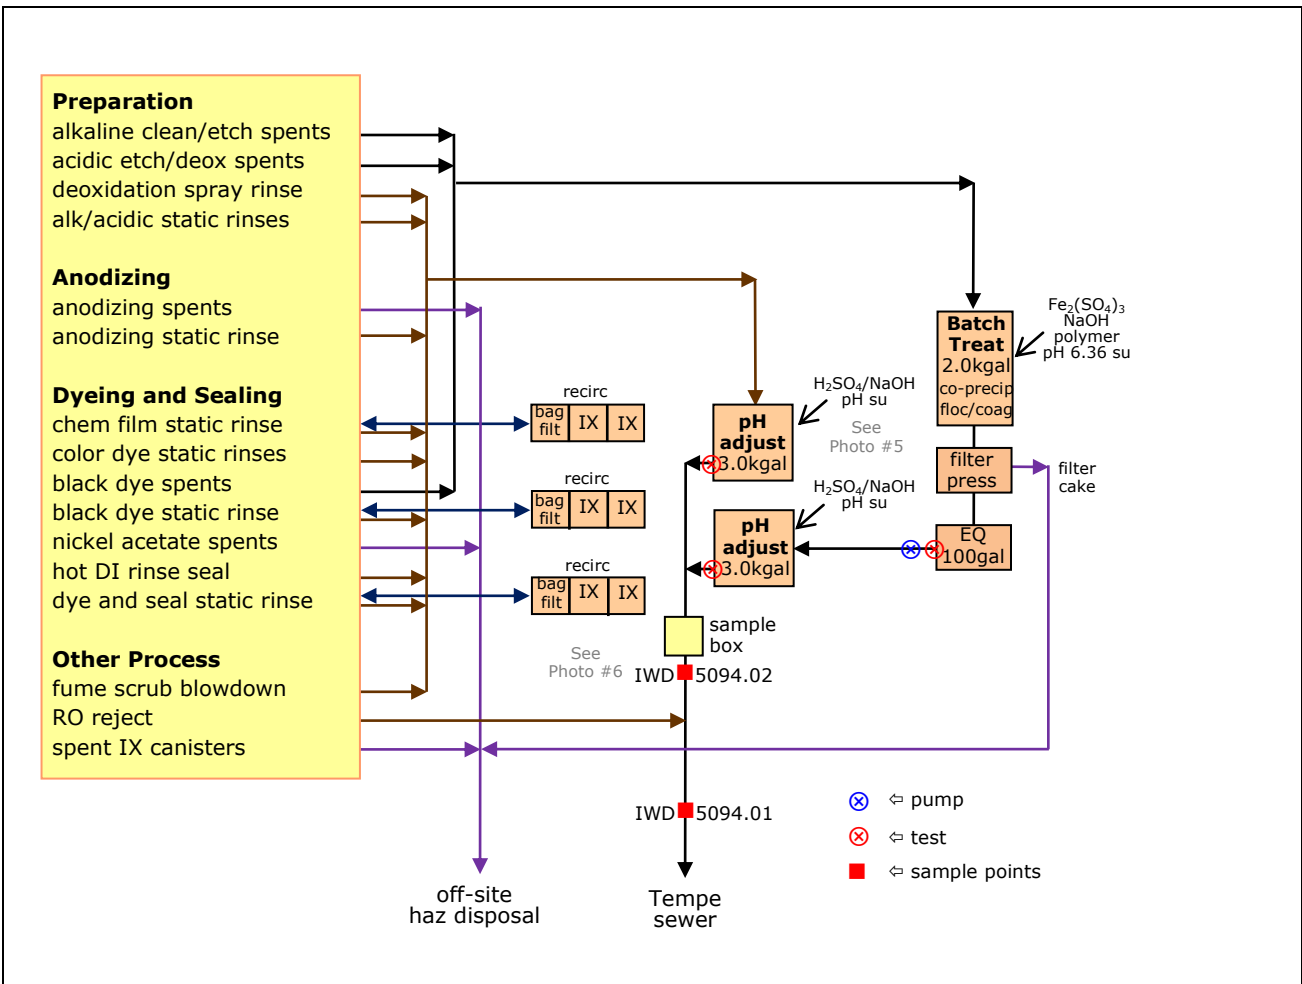 Preparation
alkaline clean/etch spents
acidic etch/deox spents
deoxidation spray rinse
alk/acidic static rinses
Anodizing
anodizing spents
anodizing static rinse
Dyeing and Sealing
chem film static rinse
color dye static rinses
black dye spents
black dye static rinse
nickel acetate spents
hot DI rinse seal
dye and seal static rinse
Other Process
fume scrub blowdown
RO reject
spent IX canisters
recirc
bag
filt
IX
IX
recirc
bag
filt
IX
IX
recirc
bag
filt
IX
IX
See
Photo #6
pH
adjust
3.0kgal
H₂SO₄/NaOH
pH su
See
Photo #5
pH
adjust
3.0kgal
H₂SO₄/NaOH
pH su
Batch
Treat
2.0kgal
co-precip
floc/coag
Fe₂(SO₄)₃
NaOH
polymer
pH 6.36 su
filter
press
filter
cake
EQ
100gal
sample
box
IWD 5094.02
IWD 5094.01
off-site
haz disposal
Tempe
sewer
⇦ pump
⇦ test
⇦ sample points